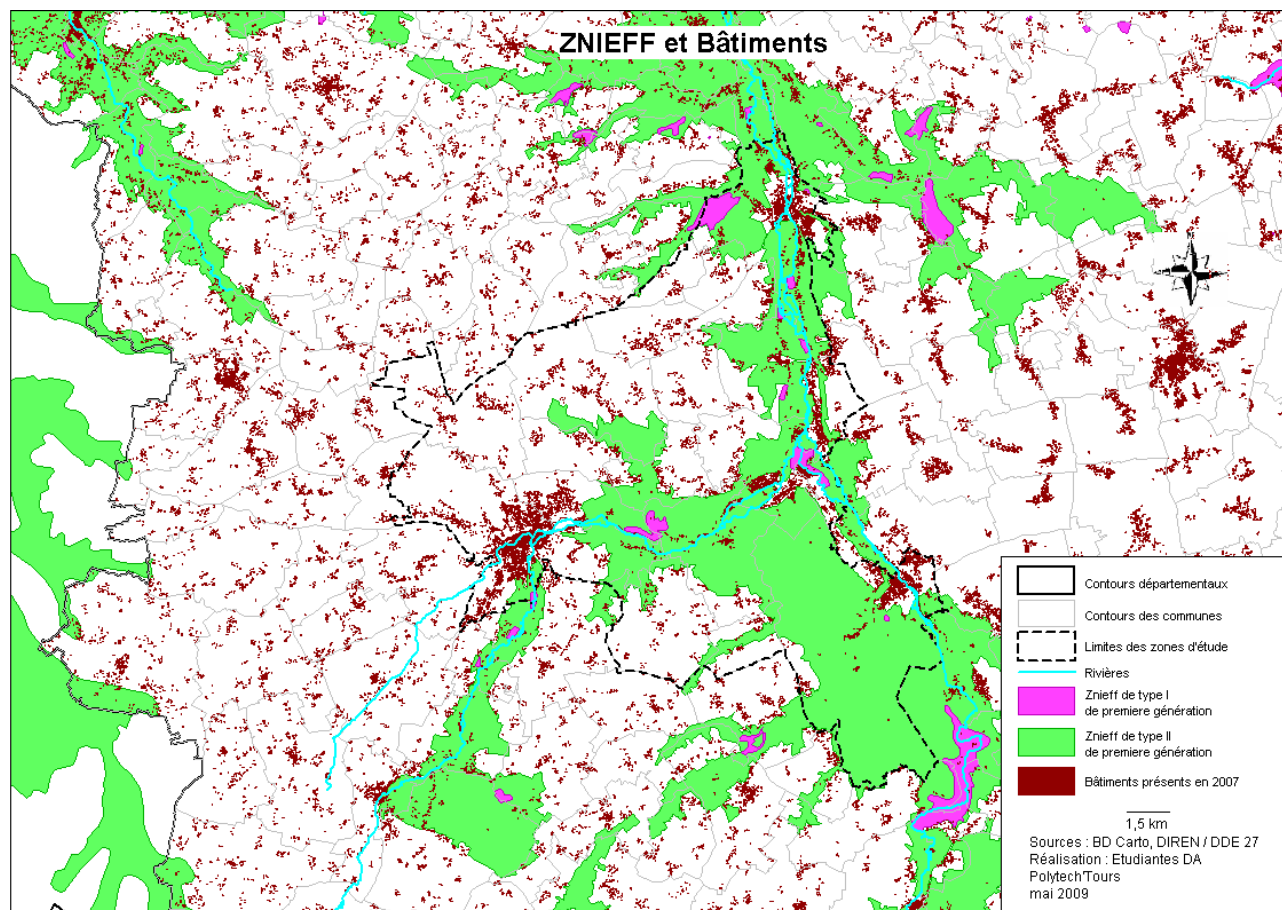 ZNIEFF et Bâtiments
Contours départementaux
Contours des communes
Limites des zones d'étude
Rivières
Znieff de type I
de premiere génération
Znieff de type II
de premiere génération
Bâtiments présents en 2007
1,5 km
Sources : BD Carto, DIREN / DDE 27
Réalisation : Etudiantes DA
Polytech'Tours
mai 2009